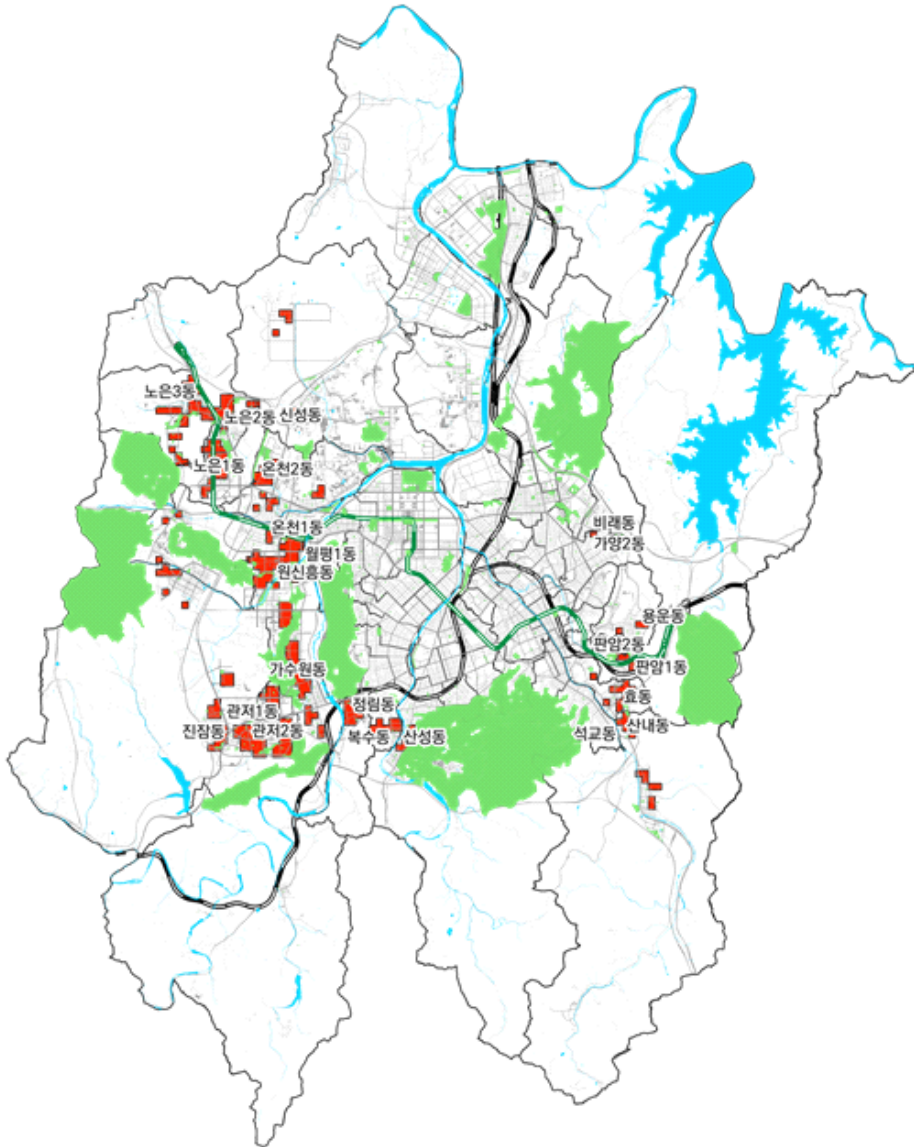 노은3동
노은2동
신성동
노은1동
온천2동
온천1동
월평1동
원신흥동
비래동
가양2동
용운동
판암2동
판암1동
가수원동
효동
관저1동
정림동
진잠동
관저2동
복수동
산성동
석교동
산내동